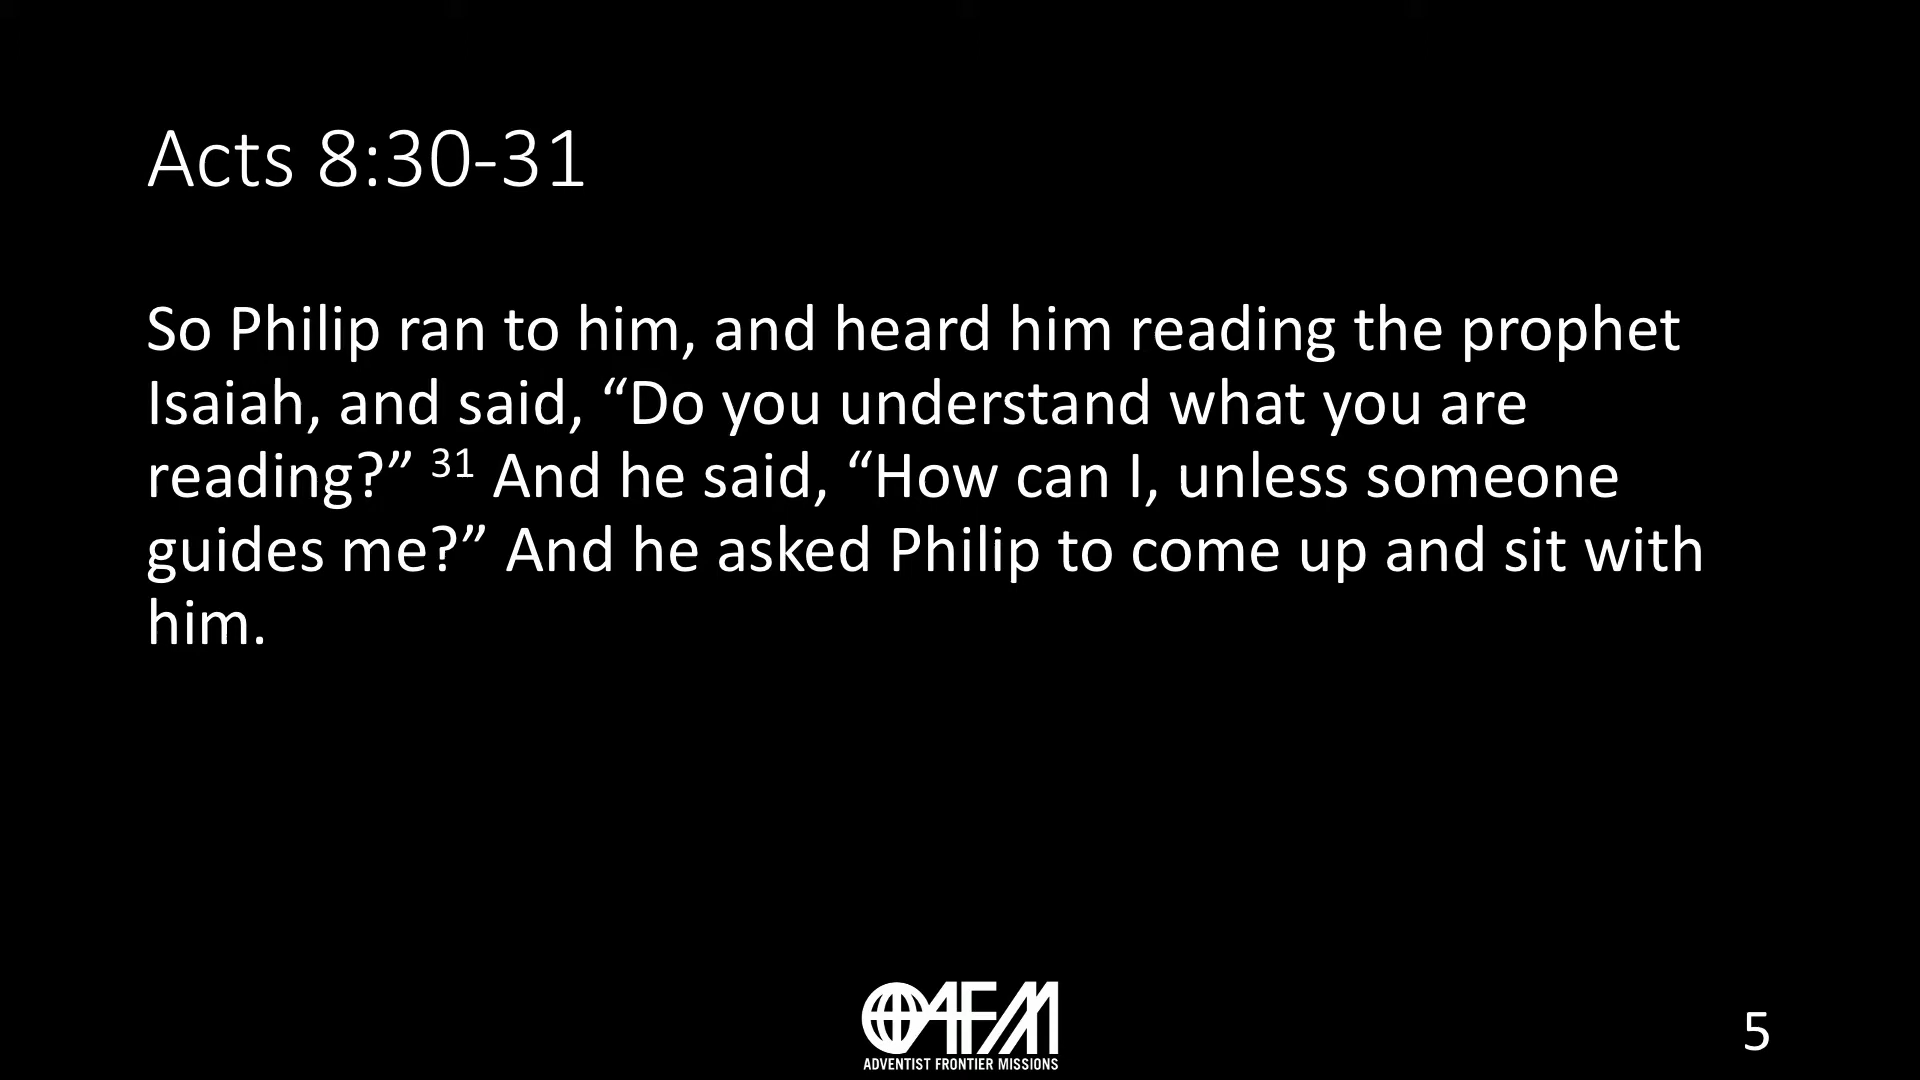 Acts 8:30-31
So Philip ran to him, and heard him reading the prophet
Isaiah, and said, “Do you understand what you are
reading?” 31 And he said, “How can I, unless someone
guides me?” And he asked Philip to come up and sit with
him.
AFM
ADVENTIST FRONTIER MISSIONS
5